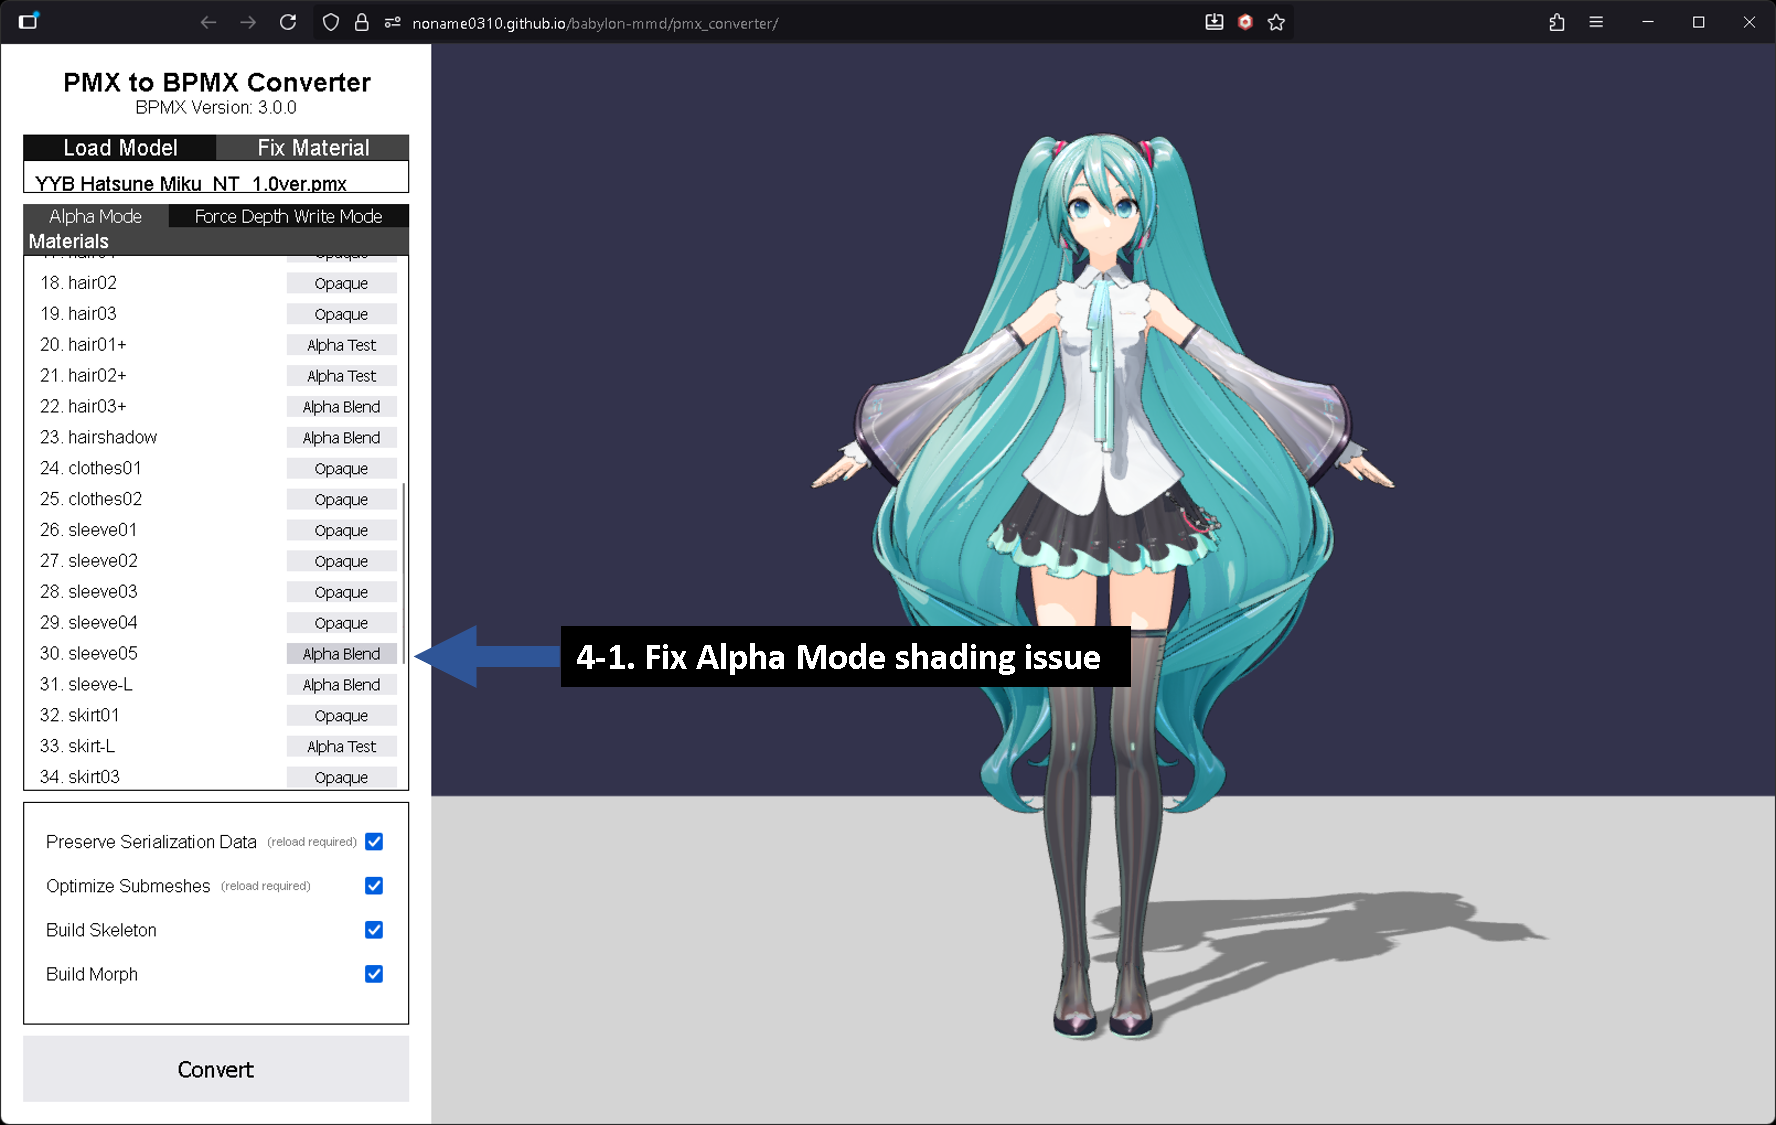 noname0310.github.io/babylon-mmd/pmx_converter/
PMX to BPMX Converter
BPMX Version: 3.0.0
Load Model Fix Material
YYB Hatsune Miku_NT_1.0ver.pmx
Alpha Mode Force Depth Write Mode
Materials
18. hair02 Opaque
19. hair03 Opaque
20. hair01+ Alpha Test
21. hair02+ Alpha Test
22. hair03+ Alpha Blend
23. hairshadow Alpha Blend
24. clothes01 Opaque
25. clothes02 Opaque
26. sleeve01 Opaque
27. sleeve02 Opaque
28. sleeve03 Opaque
29. sleeve04 Opaque
30. sleeve05 Alpha Blend
31. sleeve-L Alpha Blend
32. skirt01 Opaque
33. skirt-L Alpha Test
34. skirt03 Opaque
4-1. Fix Alpha Mode shading issue
Preserve Serialization Data (reload required)
Optimize Submeshes (reload required)
Build Skeleton
Build Morph
Convert